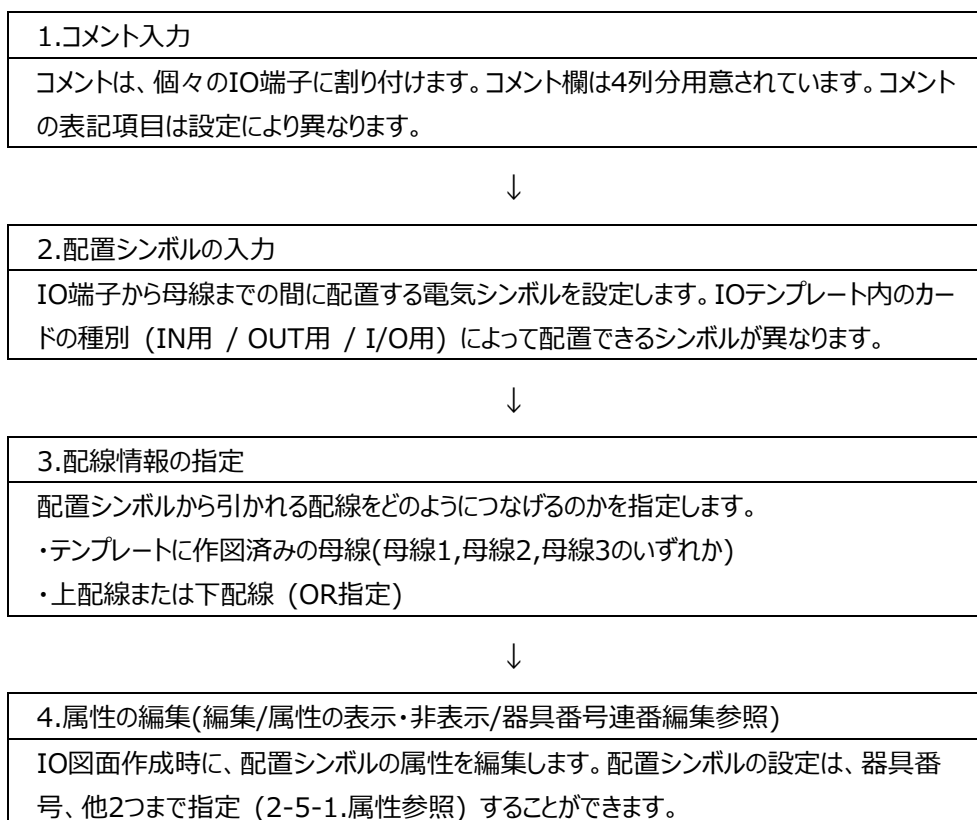 1.コメント入力
コメントは、個々のIO端子に割り付けます。コメント欄は4列分用意されています。コメント
の表記項目は設定により異なります。
↓
2.配置シンボルの入力
IO端子から母線までの間に配置する電気シンボルを設定します。IOテンプレート内のカー
ドの種別 (IN用 / OUT用 / I/O用) によって配置できるシンボルが異なります。
↓
3.配線情報の指定
配置シンボルから引かれる配線をどのようにつなげるのかを指定します。
・テンプレートに作図済みの母線(母線1,母線2,母線3のいずれか)
・上配線または下配線 (OR指定)
↓
4.属性の編集(編集/属性の表示・非表示/器具番号連番編集参照)
IO図面作成時に、配置シンボルの属性を編集します。配置シンボルの設定は、器具番
号、他2つまで指定 (2-5-1.属性参照) することができます。